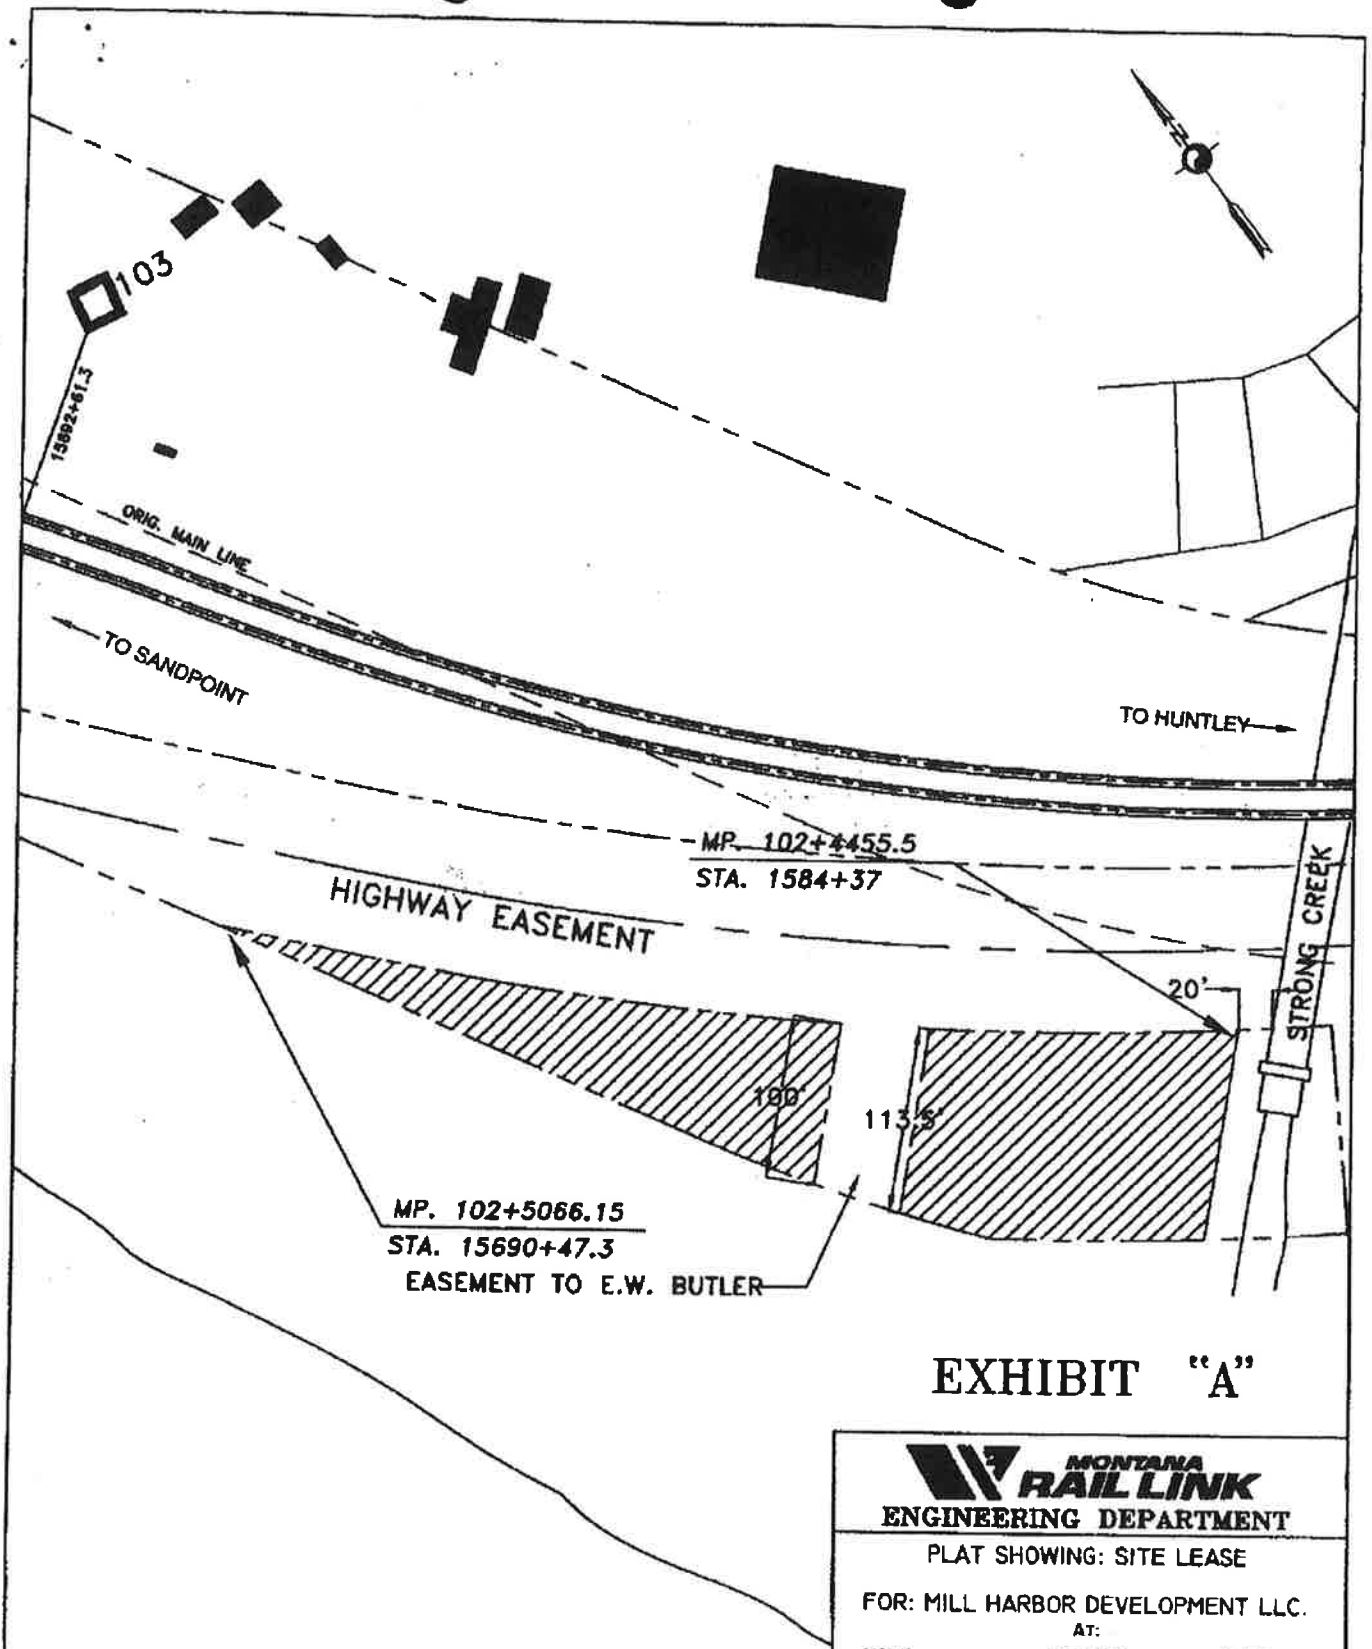 103
15692+61.3
ORIG. MAIN LINE
TO SANDPOINT
TO HUNTLEY
MP. 102+4455.5
STA. 1584+37
HIGHWAY EASEMENT
STRONG CREEK
20'
100'
113.5'
MP. 102+5066.15
STA. 15690+47.3
EASEMENT TO E.W. BUTLER
EXHIBIT "A"
MONTANA
RAIL LINK
ENGINEERING DEPARTMENT
PLAT SHOWING: SITE LEASE
FOR: MILL HARBOR DEVELOPMENT LLC.
AT: